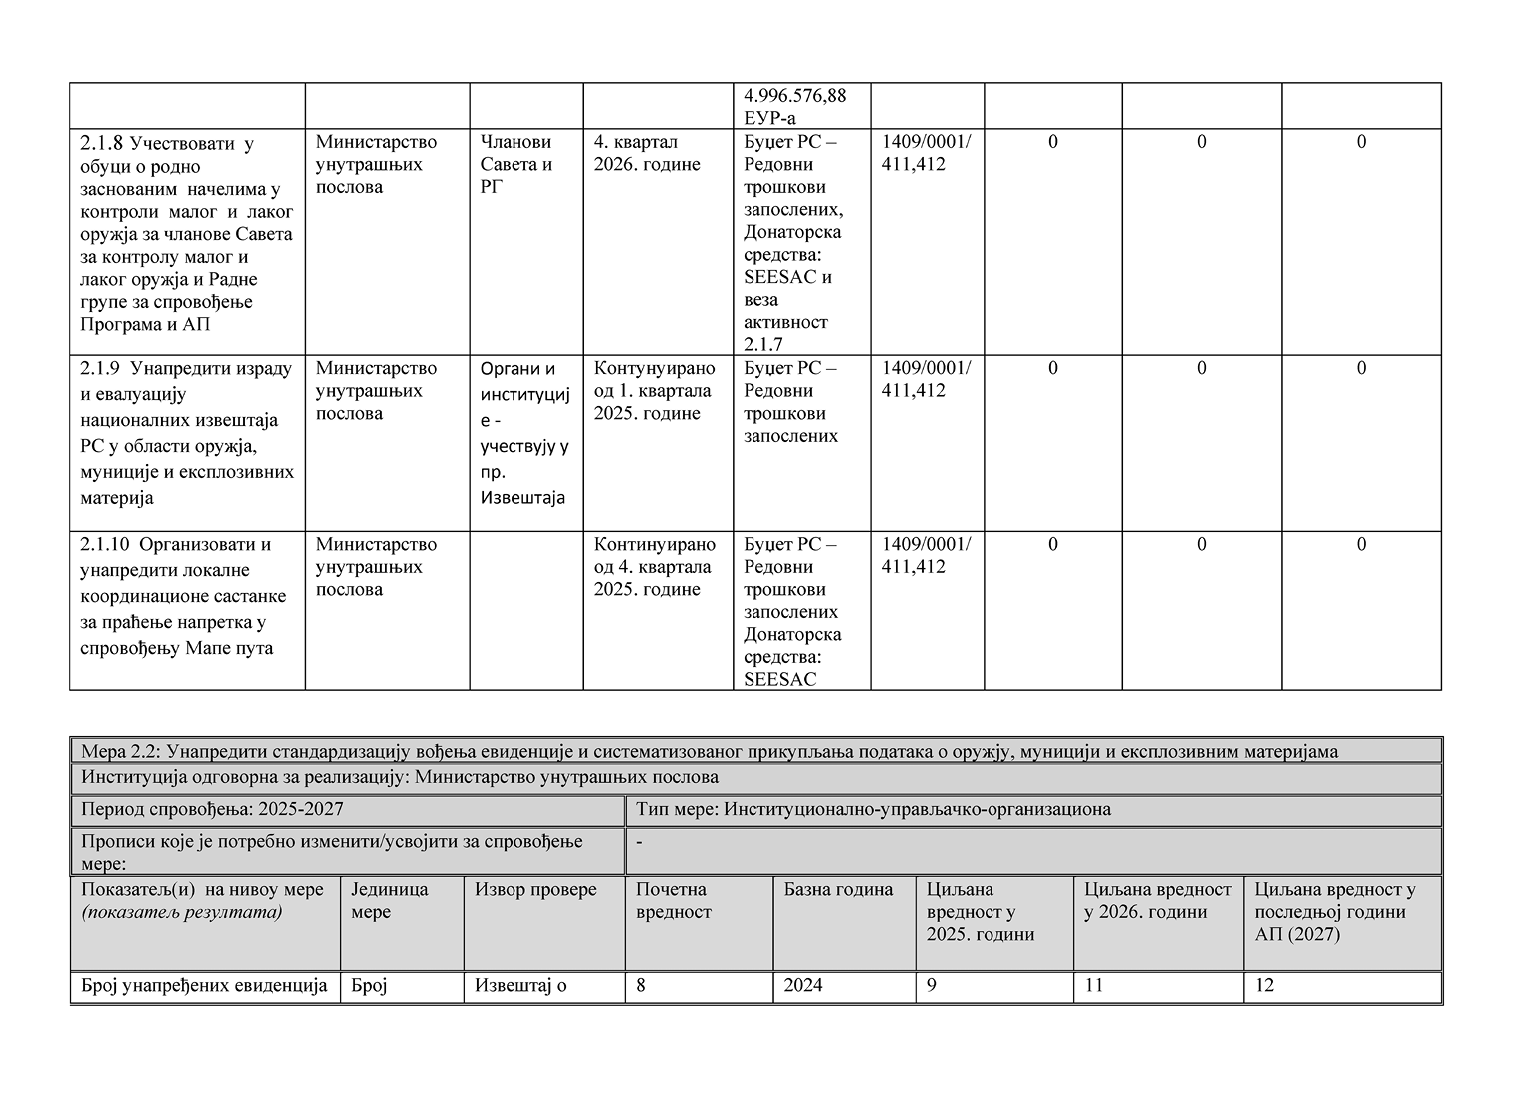 4.996.576,88
ЕУР-а
2.1.8 Учествовати у
обуци о родно
заснованим начелима у
контроли малог и лаког
оружја за чланове Савета
за контролу малог и
лаког оружја и Радне
групе за спровођење
Програма и АП
Министарство
унутрашњих
послова
Чланови
Савета и
РГ
4. квартал
2026. године
Буџет РС –
Редовни
трошкови
запослених,
Донаторска
средства:
SEESAC и
веза
активност
2.1.7
1409/0001/
411,412
0
0
0
2.1.9 Унапредити израду
и евалуацију
националних извештаја
РС у области оружја,
муниције и експлозивних
материја
Министарство
унутрашњих
послова
Органи и
институциј
е -
учествују у
пр.
Извештаја
Контунуирано
од 1. квартала
2025. године
Буџет РС –
Редовни
трошкови
запослених
1409/0001/
411,412
0
0
0
2.1.10 Организовати и
унапредити локалне
координационе састанке
за праћење напретка у
спровођењу Мапе пута
Министарство
унутрашњих
послова
Континуирано
од 4. квартала
2025. године
Буџет РС –
Редовни
трошкови
запослених
Донаторска
средства:
SEESAC
1409/0001/
411,412
0
0
0
Мера 2.2: Унапредити стандардизацију вођења евиденције и систематизованог прикупљања података о оружју, муницији и експлозивним материјама
Институција одговорна за реализацију: Министарство унутрашњих послова
Период спровођења: 2025-2027
Тип мере: Институционално-управљачко-организациона
Прописи које је потребно изменити/усвојити за спровођење
мере:
-
Показатељ(и) на нивоу мере
(показатељ резултата)
Јединица
мере
Извор провере
Почетна
вредност
Базна година
Циљана
вредност у
2025. години
Циљана вредност
у 2026. години
Циљана вредност у
последњој години
АП (2027)
Број унапређених евиденција
Број
Извештај о
8
2024
9
11
12